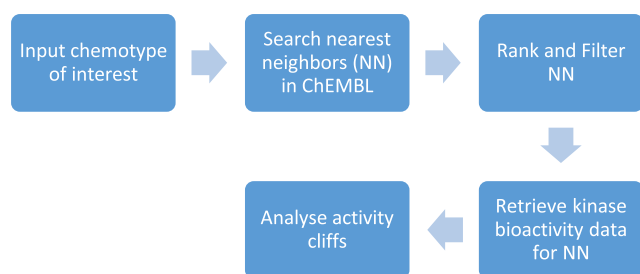 Input chemotype
of interest
Search nearest
neighbors (NN)
in ChEMBL
Rank and Filter
NN
Retrieve kinase
bioactivity data
for NN
Analyse activity
cliffs